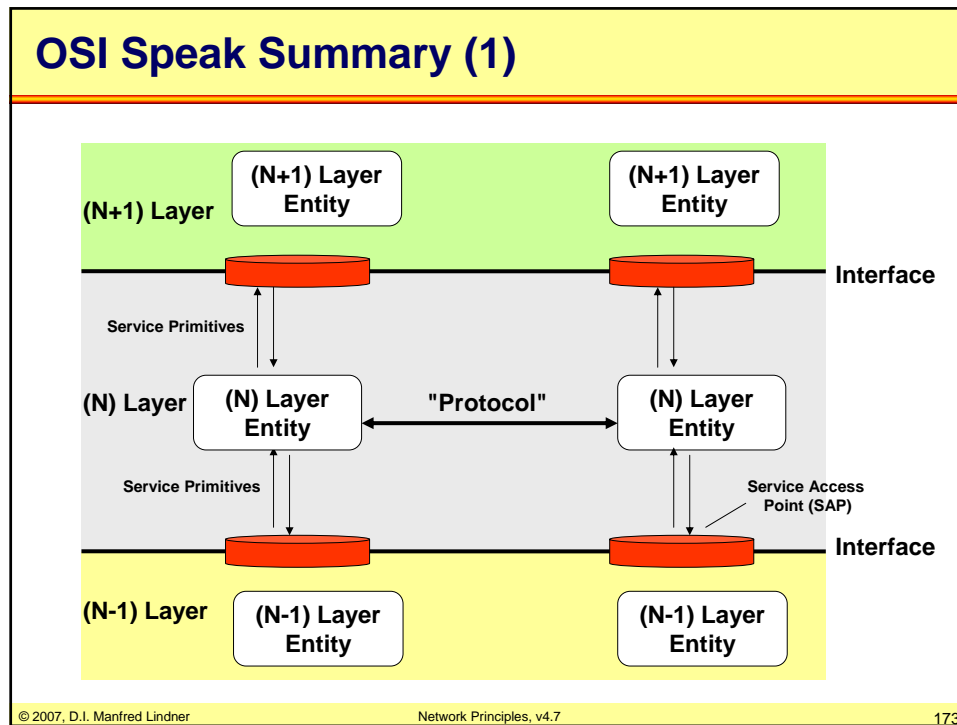 OSI Speak Summary (1)
(N+1) Layer
Entity
(N+1) Layer
Entity
(N+1) Layer
Interface
Service Primitives
(N) Layer
(N) Layer
Entity
"Protocol"
(N) Layer
Entity
Service Primitives
Service Access
Point (SAP)
Interface
(N-1) Layer
(N-1) Layer
Entity
(N-1) Layer
Entity
© 2007, D.I. Manfred Lindner
Network Principles, v4.7
173